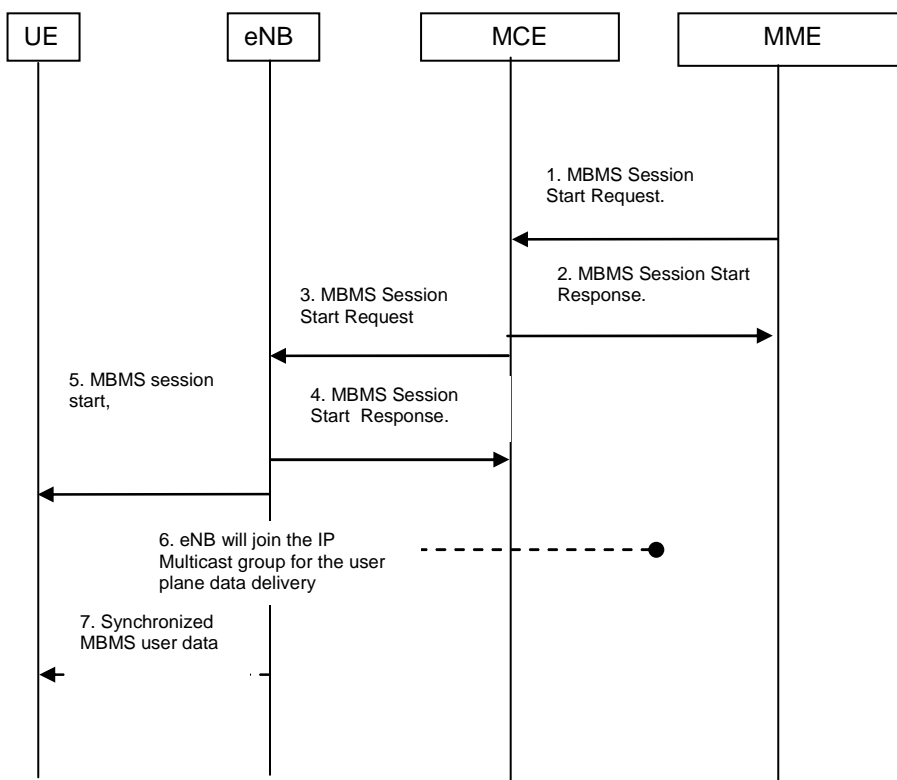 UE
eNB
MCE
MME
1. MBMS Session
Start Request.
2. MBMS Session Start
Response.
3. MBMS Session
Start Request
4. MBMS Session
Start Response.
5. MBMS session
start,
6. eNB will join the IP
Multicast group for the user
plane data delivery
7. Synchronized
MBMS user data